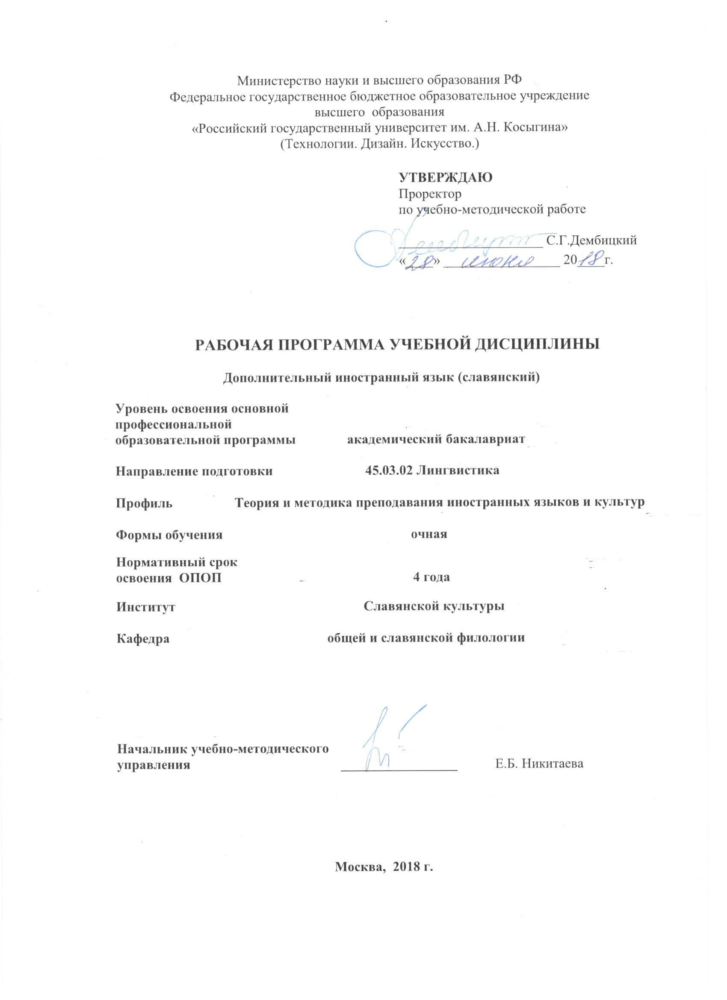 Министерство науки и высшего образования РФ
Федеральное государственное бюджетное образовательное учреждение
высшего образования
«Российский государственный университет им. А.Н. Косыгина»
(Технологии. Дизайн. Искусство.)
УТВЕРЖДАЮ
Проректор
по учебно-методической работе
С.Г.Дембицкий
«28» июня 2018г.
РАБОЧАЯ ПРОГРАММА УЧЕБНОЙ ДИСЦИПЛИНЫ
Дополнительный иностранный язык (славянский)
Уровень освоения основной
профессиональной
образовательной программы академический бакалавриат
Направление подготовки 45.03.02 Лингвистика
Профиль Теория и методика преподавания иностранных языков и культур
Формы обучения очная
Нормативный срок
освоения ОПОП 4 года
Институт Славянской культуры
Кафедра общей и славянской филологии
Начальник учебно-методического
управления Е.Б. Никитаева
Москва, 2018 г.